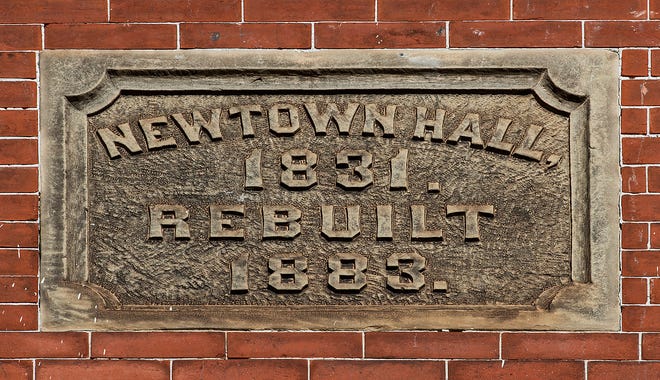 NEWTOWN HALL,
1831.
REBUILT
1883.